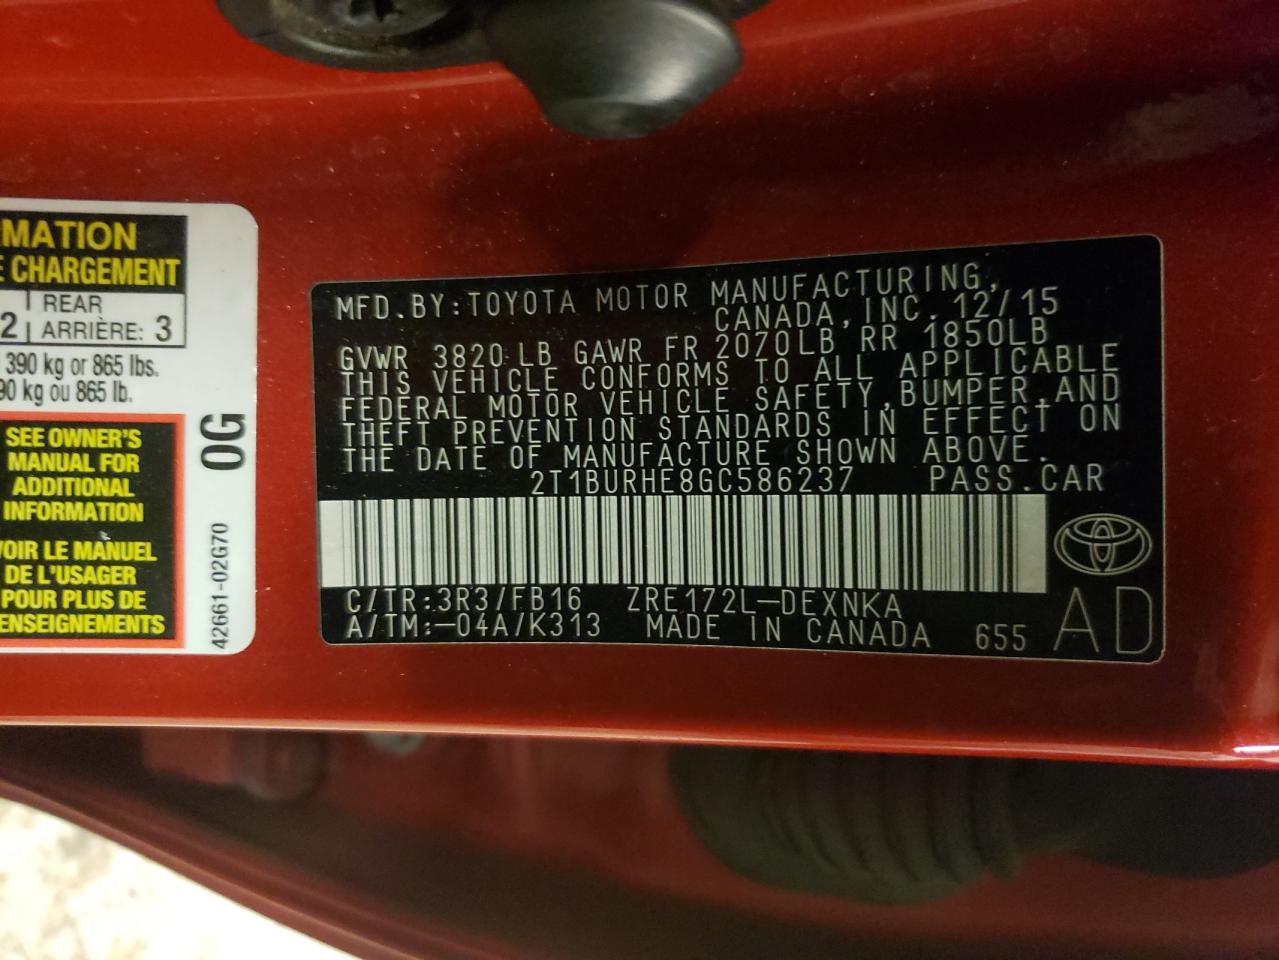 MATION
E CHARGEMENT
2 REAR
ARRIÈRE: 3
390 kg or 865 lbs.
90 kg ou 865 lb.
SEE OWNER'S
MANUAL FOR
ADDITIONAL
INFORMATION
VOIR LE MANUEL
DE L'USAGER
POUR PLUS DE
ENSEIGNEMENTS
0G
42661-02G70
MFD.BY:TOYOTA MOTOR MANUFACTURING,
CANADA,INC. 12/15
GVWR 3820 LB GAWR FR 2070LB RR 1850LB
THIS VEHICLE CONFORMS TO ALL APPLICABLE
FEDERAL MOTOR VEHICLE SAFETY,BUMPER,AND
THEFT PREVENTION STANDARDS IN EFFECT ON
THE DATE OF MANUFACTURE SHOWN ABOVE.
2T1BURHE8GC586237 PASS.CAR
C/TR:3R3/FB16 ZRE172L-DEXNKA
A/TM:-04A/K313 MADE IN CANADA 655 AD